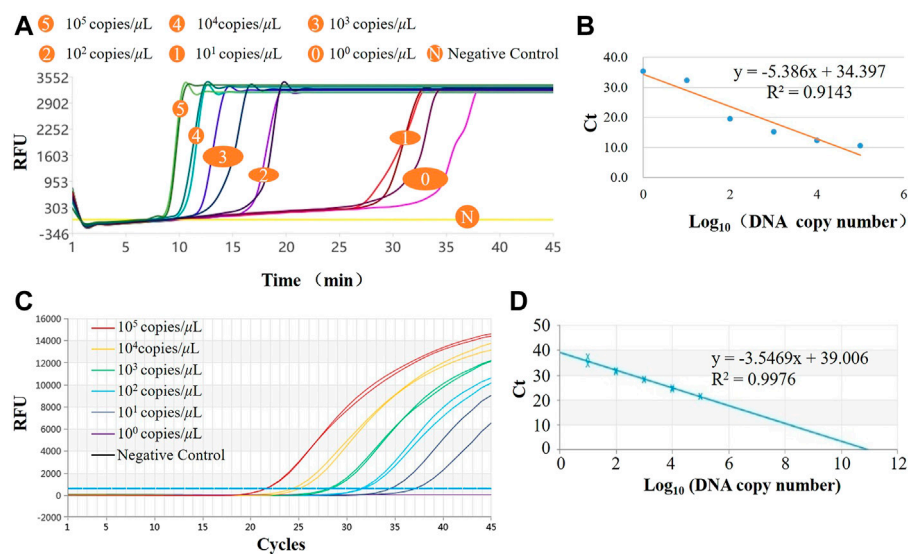 A
5 10⁵ copies/μL 4 10⁴copies/μL 3 10³ copies/μL
2 10² copies/μL 1 10¹ copies/μL 0 10⁰ copies/μL N Negative Control
RFU
3552
2902
2252
1603
953
303
-346
5
4
3
2
1
0
N
1 5 10 15 20 25 30 35 40 45
Time （min）
B
Ct
40.0
30.0
20.0
10.0
0.0
y = -5.386x + 34.397
R² = 0.9143
0 2 4 6
Log₁₀（DNA copy number）
C
RFU
16000
14000
12000
10000
8000
6000
4000
2000
0
-2000
10⁵ copies/μL
10⁴copies/μL
10³ copies/μL
10² copies/μL
10¹ copies/μL
10⁰ copies/μL
Negative Control
1 5 10 15 20 25 30 35 40 45
Cycles
D
Ct
50
40
30
20
10
0
y = -3.5469x + 39.006
R² = 0.9976
0 2 4 6 8 10 12
Log₁₀ (DNA copy number)